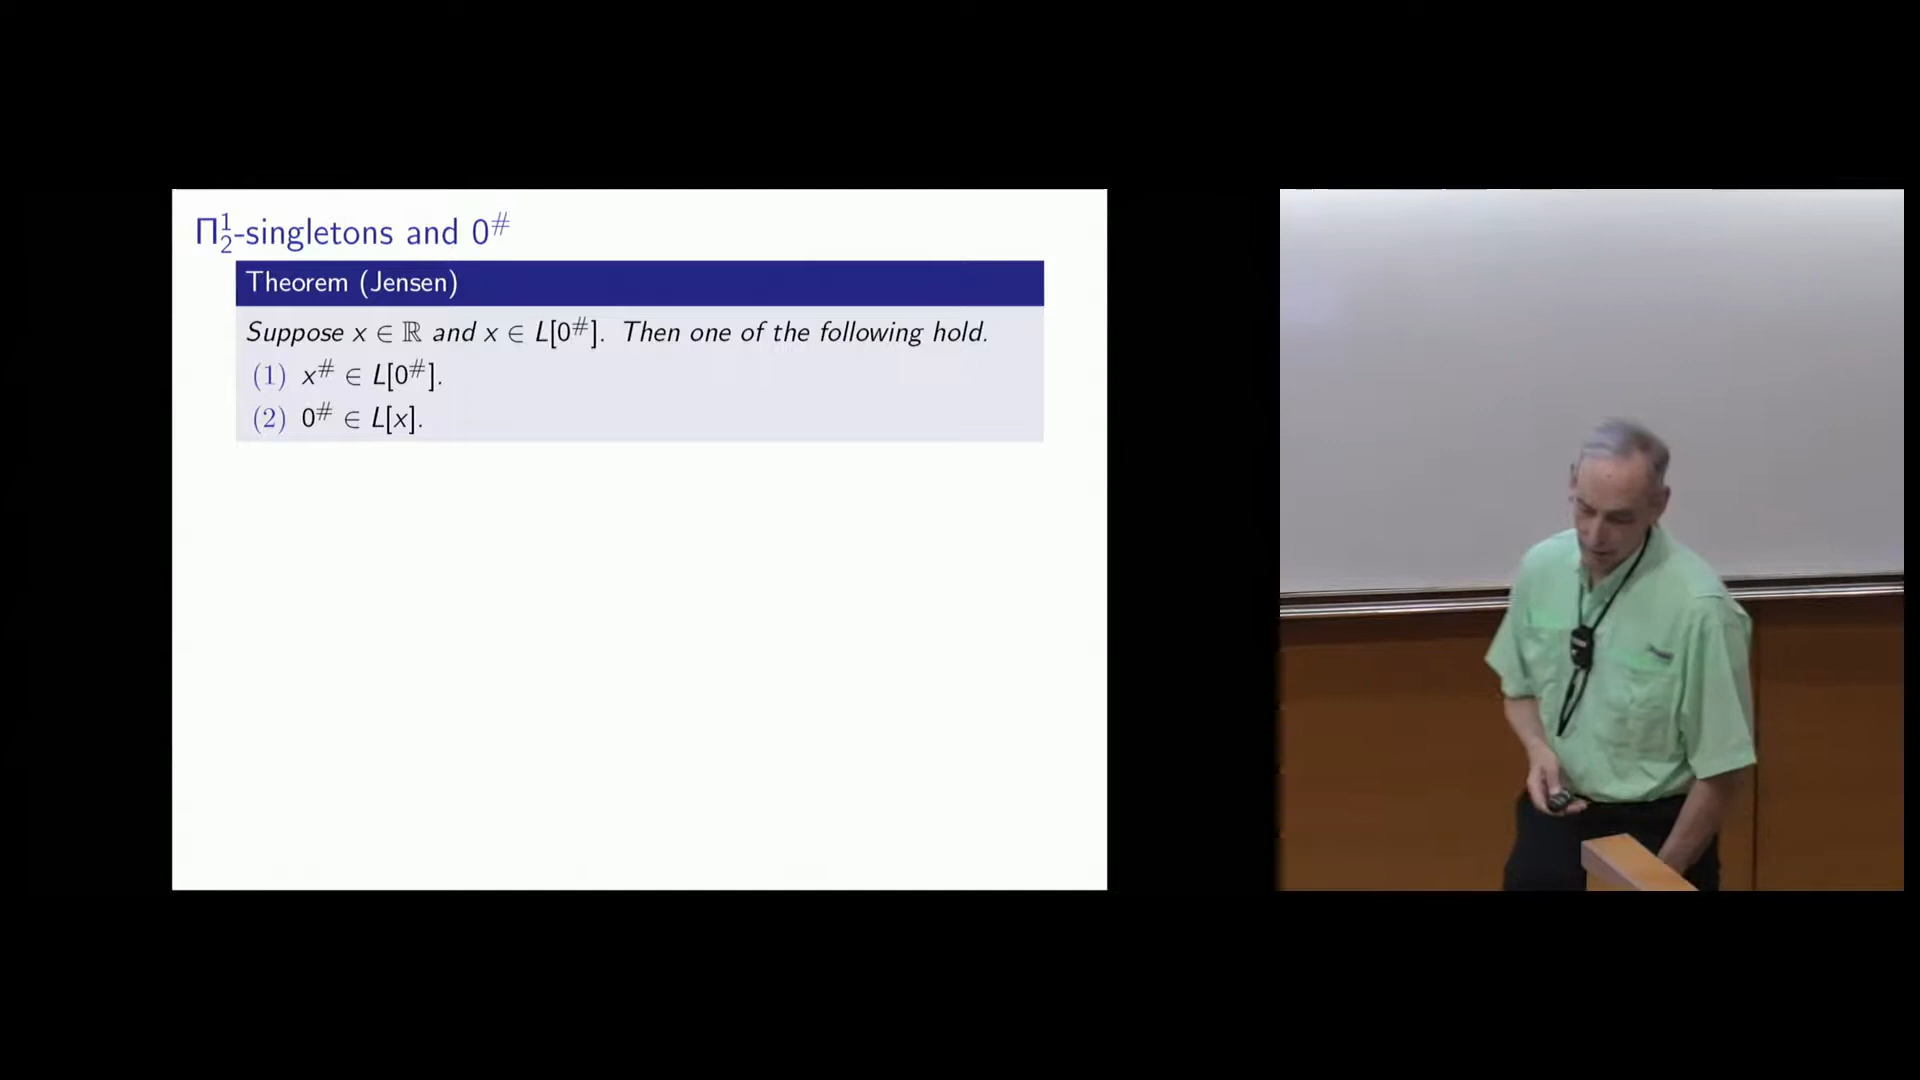 Π¹₂-singletons and 0^#
Theorem (Jensen)
Suppose x ∈ ℝ and x ∈ L[0^#]. Then one of the following hold.
(1) x^# ∈ L[0^#].
(2) 0^# ∈ L[x].